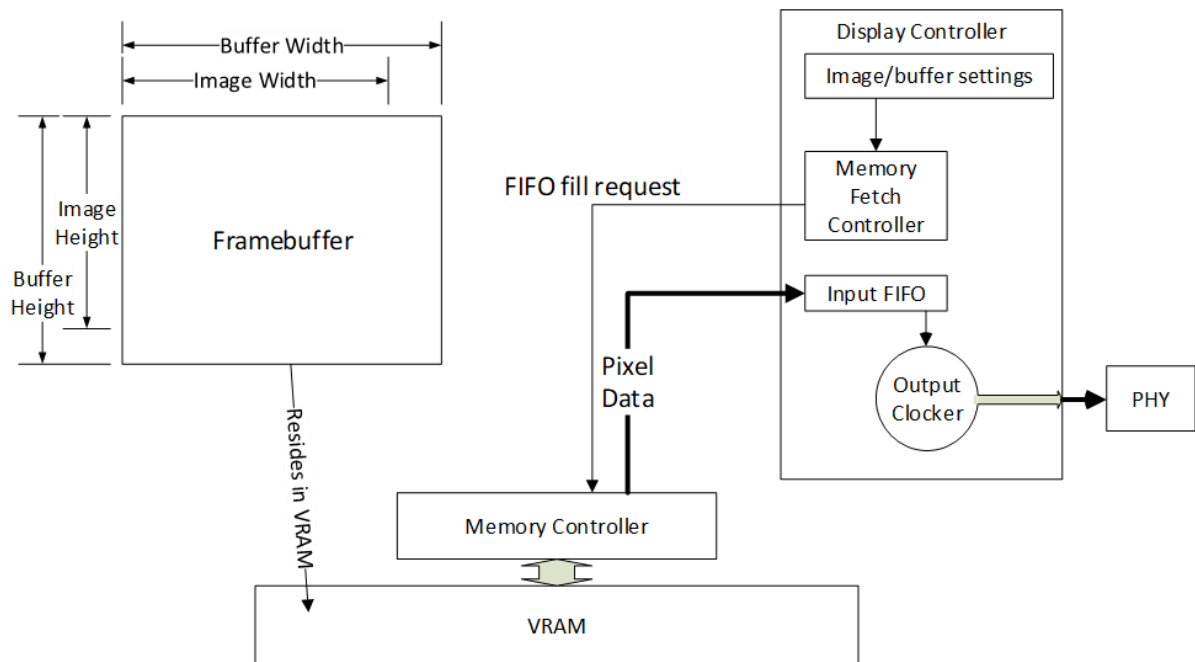 Buffer Width
Image Width
Image
Height
Buffer
Height
Framebuffer
Resides in VRAM
FIFO fill request
Pixel
Data
Memory Controller
VRAM
Display Controller
Image/buffer settings
Memory
Fetch
Controller
Input FIFO
Output
Clocker
PHY